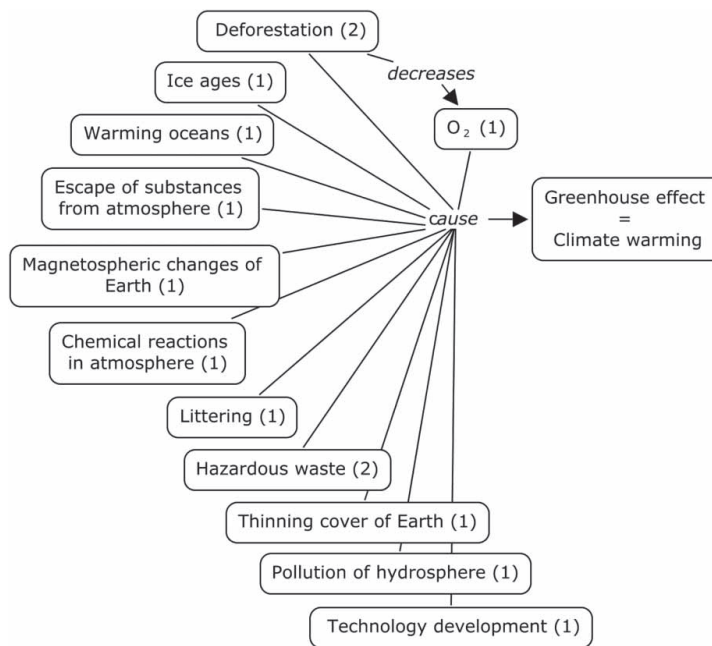 Deforestation (2)
decreases
Ice ages (1)
O₂ (1)
Warming oceans (1)
Escape of substances
from atmosphere (1)
cause
Greenhouse effect
=
Climate warming
Magnetospheric changes of
Earth (1)
Chemical reactions
in atmosphere (1)
Littering (1)
Hazardous waste (2)
Thinning cover of Earth (1)
Pollution of hydrosphere (1)
Technology development (1)